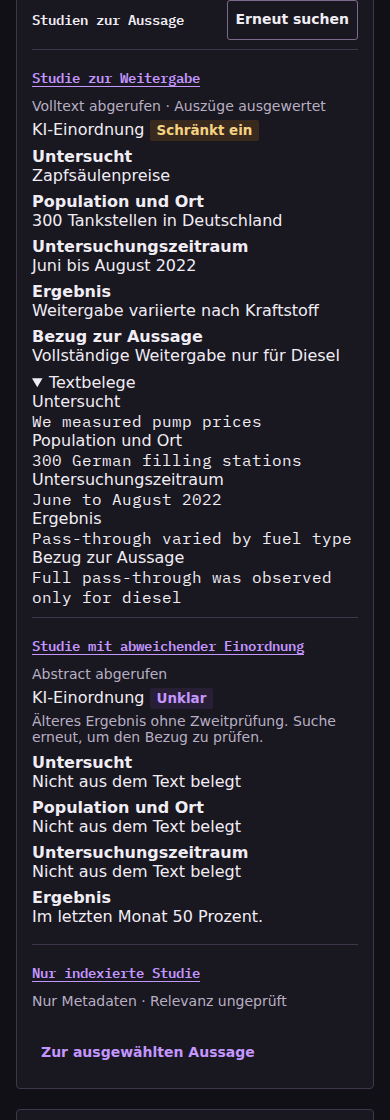 Studien zur Aussage
Erneut suchen
Studie zur Weitergabe
Volltext abgerufen · Auszüge ausgewertet
KI-Einordnung Schränkt ein
Untersucht
Zapfsäulenpreise
Population und Ort
300 Tankstellen in Deutschland
Untersuchungszeitraum
Juni bis August 2022
Ergebnis
Weitergabe variierte nach Kraftstoff
Bezug zur Aussage
Vollständige Weitergabe nur für Diesel
▼ Textbelege
Untersucht
We measured pump prices
Population und Ort
300 German filling stations
Untersuchungszeitraum
June to August 2022
Ergebnis
Pass-through varied by fuel type
Bezug zur Aussage
Full pass-through was observed
only for diesel
Studie mit abweichender Einordnung
Abstract abgerufen
KI-Einordnung Unklar
Älteres Ergebnis ohne Zweitprüfung. Suche
erneut, um den Bezug zu prüfen.
Untersucht
Nicht aus dem Text belegt
Population und Ort
Nicht aus dem Text belegt
Untersuchungszeitraum
Nicht aus dem Text belegt
Ergebnis
Im letzten Monat 50 Prozent.
Nur indexierte Studie
Nur Metadaten · Relevanz ungeprüft
Zur ausgewählten Aussage